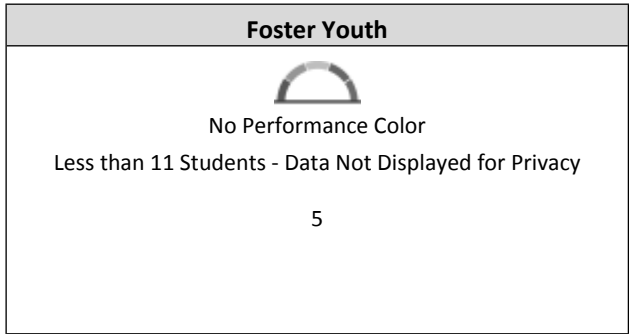 Foster Youth
No Performance Color
Less than 11 Students - Data Not Displayed for Privacy
5